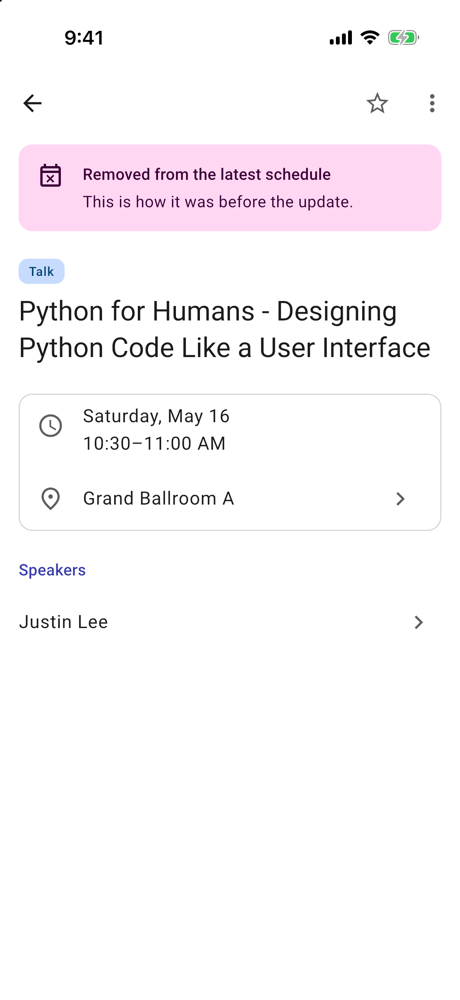 9:41
Removed from the latest schedule
This is how it was before the update.
Talk
Python for Humans - Designing
Python Code Like a User Interface
Saturday, May 16
10:30–11:00 AM
Grand Ballroom A
Speakers
Justin Lee